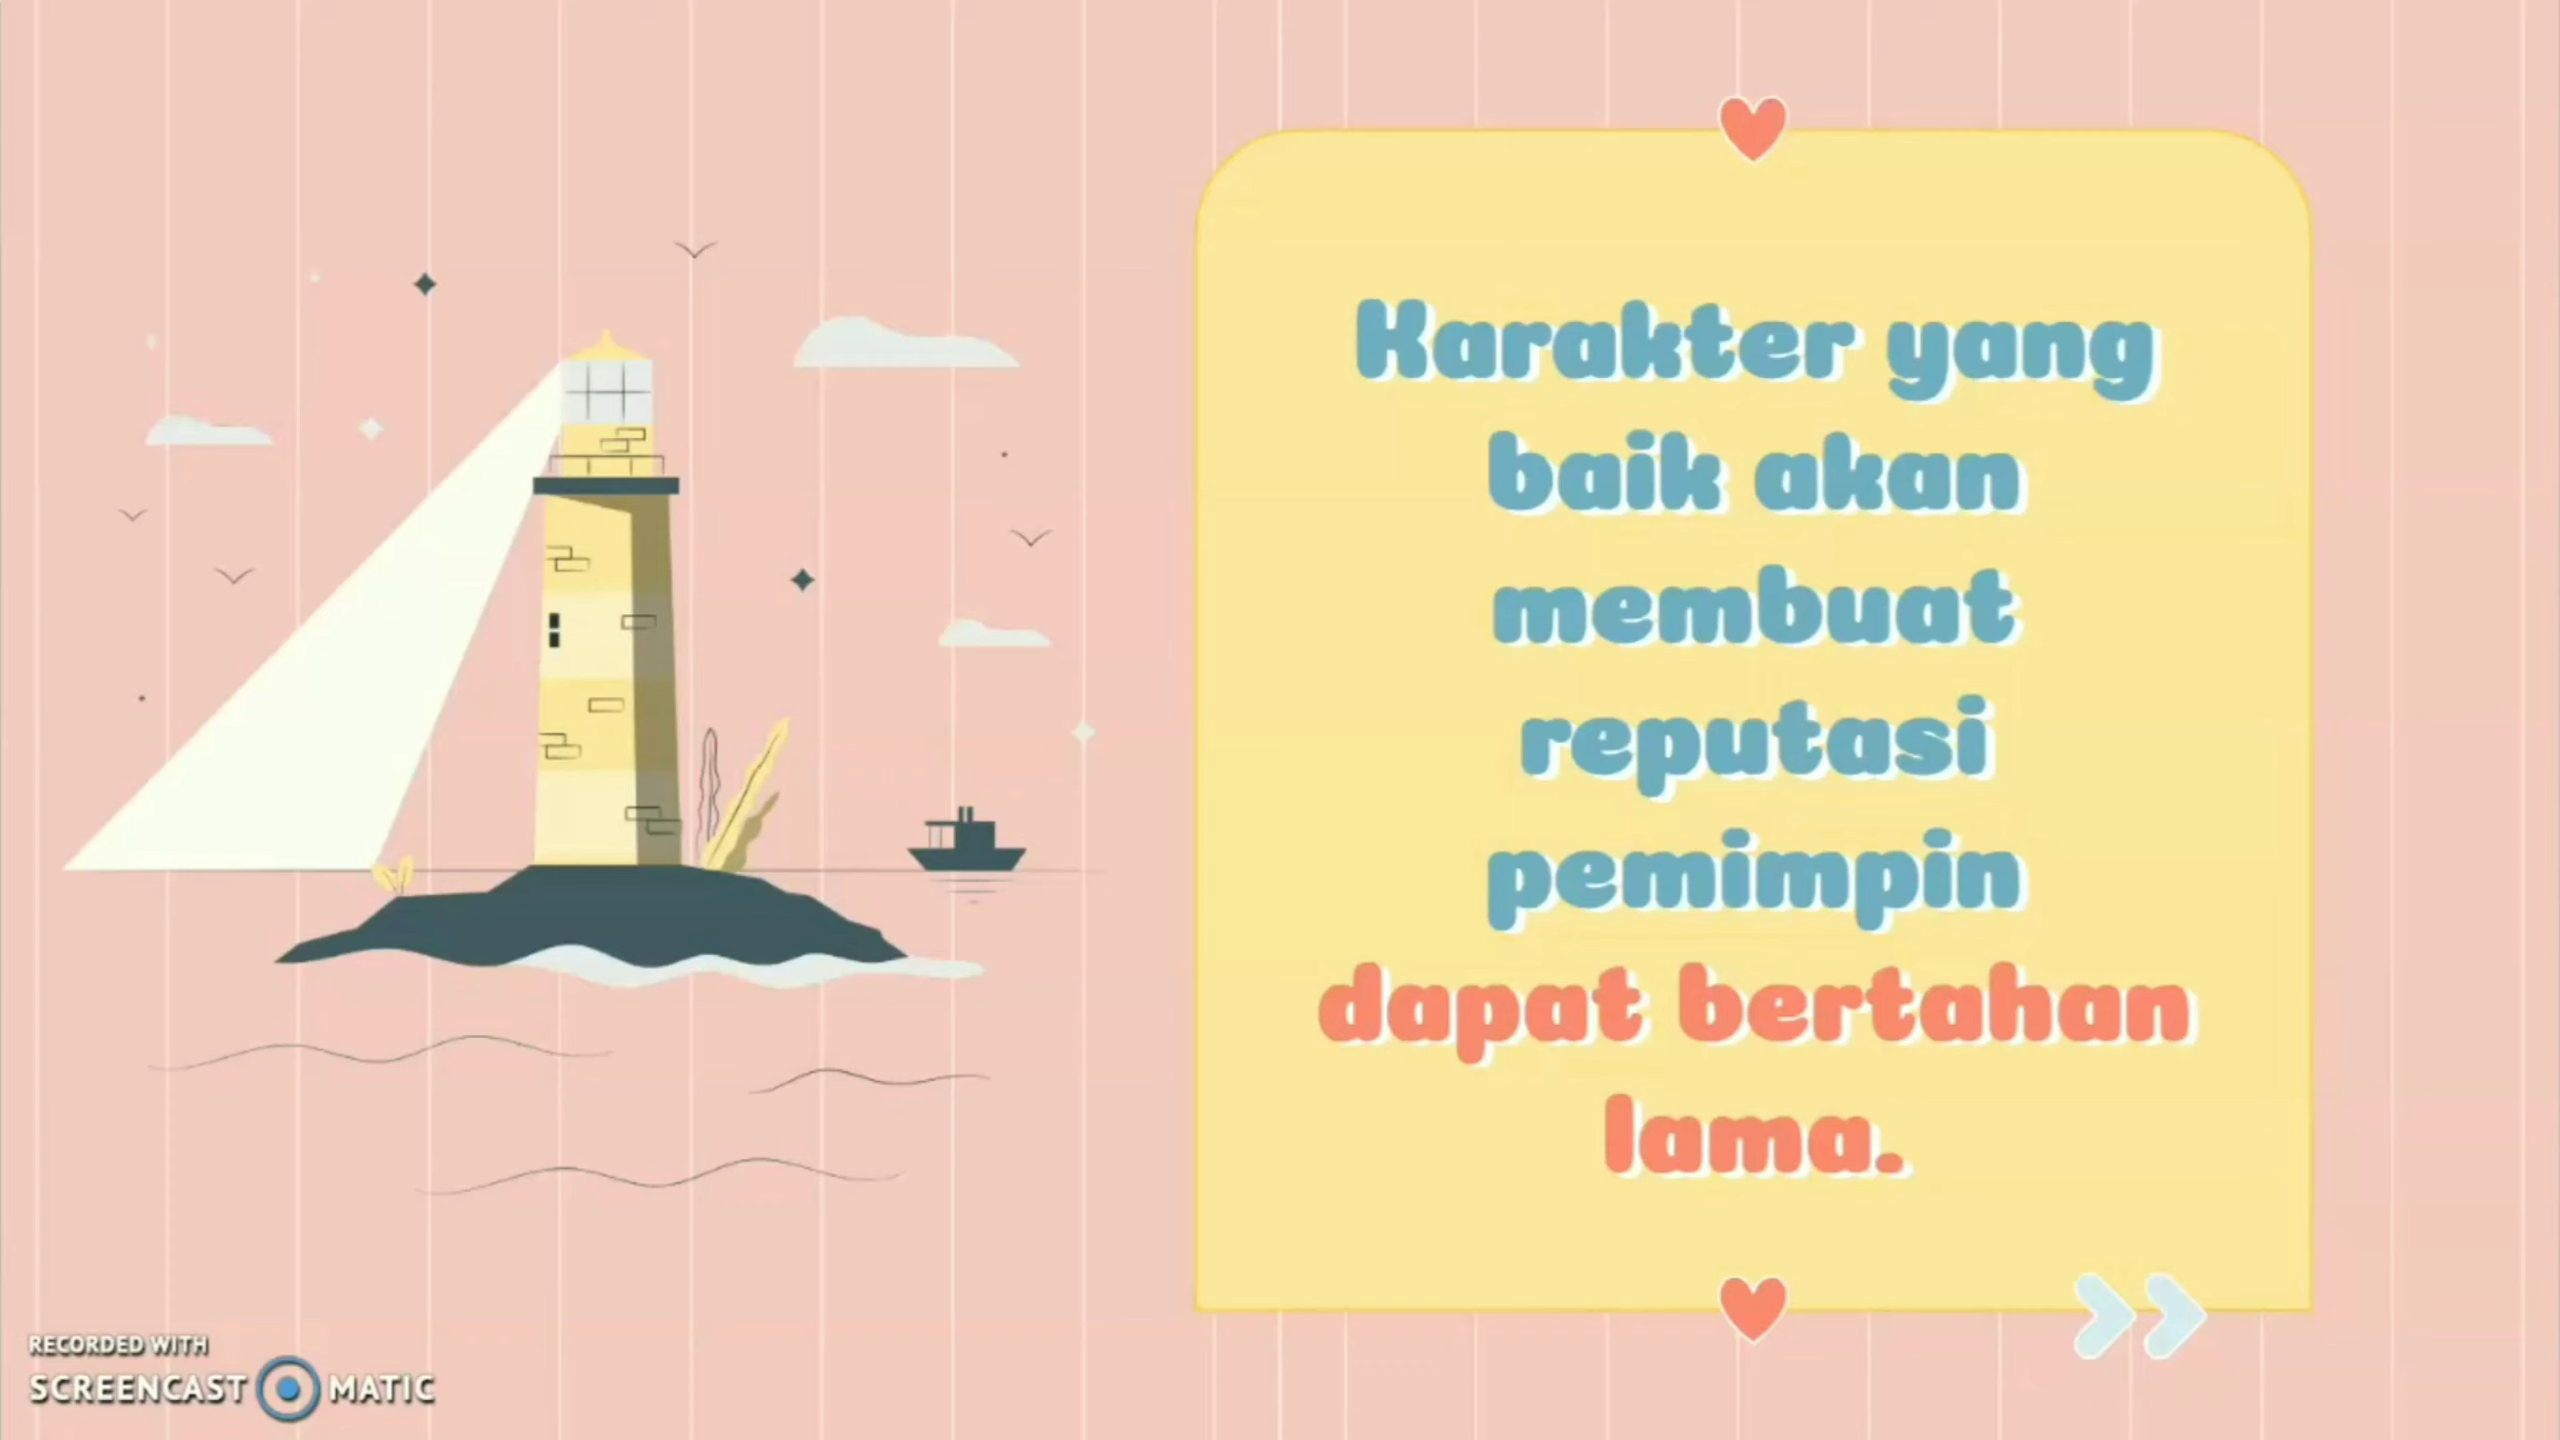 Karakter yang
baik akan
membuat
reputasi
pemimpin
dapat bertahan
lama.
RECORDED WITH
SCREENCAST MATIC